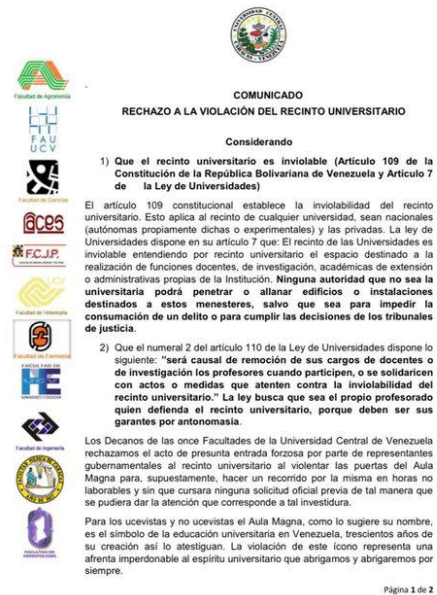 UNIVERSIDAD CENTRAL
CARACAS - VENEZUELA
COMUNICADO
RECHAZO A LA VIOLACIÓN DEL RECINTO UNIVERSITARIO
Considerando
1) Que el recinto universitario es inviolable (Artículo 109 de la
Constitución de la República Bolivariana de Venezuela y Artículo 7
de la Ley de Universidades)
El artículo 109 constitucional establece la inviolabilidad del recinto
universitario. Esto aplica al recinto de cualquier universidad, sean nacionales
(autónomas propiamente dichas o experimentales) y las privadas. La ley de
Universidades dispone en su artículo 7 que: El recinto de las Universidades es
inviolable entendiendo por recinto universitario el espacio destinado a la
realización de funciones docentes, de investigación, académicas de extensión
o administrativas propias de la Institución. Ninguna autoridad que no sea la
universitaria podrá penetrar o allanar edificios o instalaciones
destinados a estos menesteres, salvo que sea para impedir la
consumación de un delito o para cumplir las decisiones de los tribunales
de justicia.
2) Que el numeral 2 del artículo 110 de la Ley de Universidades dispone lo
siguiente: "será causal de remoción de sus cargos de docentes o
de investigación los profesores cuando participen, o se solidaricen
con actos o medidas que atenten contra la inviolabilidad del
recinto universitario." La ley busca que sea el propio profesorado
quien defienda el recinto universitario, porque deben ser sus
garantes por antonomasia.
Los Decanos de las once Facultades de la Universidad Central de Venezuela
rechazamos el acto de presunta entrada forzosa por parte de representantes
gubernamentales al recinto universitario al violentar las puertas del Aula
Magna para, supuestamente, hacer un recorrido por la misma en horas no
laborables y sin que cursara ninguna solicitud oficial previa de tal manera que
se pudiera dar la atención que corresponde a tal investidura.
Para los ucevistas y no ucevistas el Aula Magna, como lo sugiere su nombre,
es el símbolo de la educación universitaria en Venezuela, trescientos años de
su creación así lo atestiguan. La violación de este ícono representa una
afrenta imperdonable al espíritu universitario que abrigamos y abrigaremos por
siempre.
Página 1 de 2
Facultad de Agronomía
FAU
UCV
Facultad de Ciencias
aces
F.C.J.P.
UCV
Facultad de Veterinaria
Facultad de Farmacia
FACULTAD DE
HE
HUMANIDADES Y EDUCACIÓN
Facultad de Ingeniería
FACULTAD DE
ODONTOLOGÍA